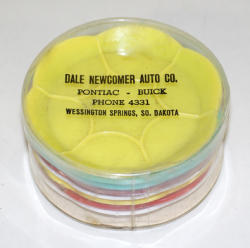 DALE NEWCOMER AUTO CO.
PONTIAC - BUICK
PHONE 4331
WESSINGTON SPRINGS, SO. DAKOTA